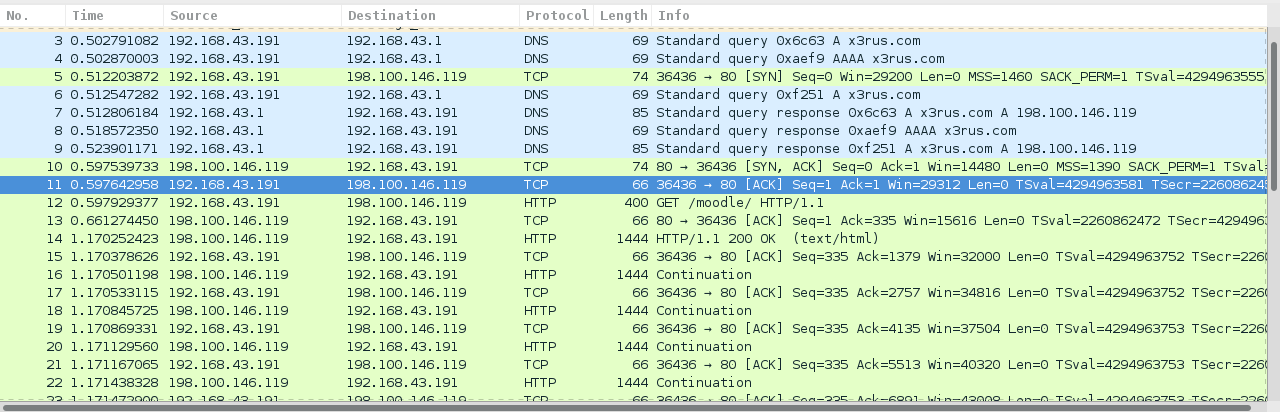 No. Time Source Destination Protocol Length Info
3 0.502791082 192.168.43.191 192.168.43.1 DNS 69 Standard query 0x6c63 A x3rus.com
4 0.502870003 192.168.43.191 192.168.43.1 DNS 69 Standard query 0xaef9 AAAA x3rus.com
5 0.512203872 192.168.43.191 198.100.146.119 TCP 74 36436 → 80 [SYN] Seq=0 Win=29200 Len=0 MSS=1460 SACK_PERM=1 TSval=4294963555
6 0.512547282 192.168.43.191 192.168.43.1 DNS 69 Standard query 0xf251 A x3rus.com
7 0.512806184 192.168.43.1 192.168.43.191 DNS 85 Standard query response 0x6c63 A x3rus.com A 198.100.146.119
8 0.518572350 192.168.43.1 192.168.43.191 DNS 69 Standard query response 0xaef9 AAAA x3rus.com
9 0.523901171 192.168.43.1 192.168.43.191 DNS 85 Standard query response 0xf251 A x3rus.com A 198.100.146.119
10 0.597539733 198.100.146.119 192.168.43.191 TCP 74 80 → 36436 [SYN, ACK] Seq=0 Ack=1 Win=14480 Len=0 MSS=1390 SACK_PERM=1 TSval
11 0.597642958 192.168.43.191 198.100.146.119 TCP 66 36436 → 80 [ACK] Seq=1 Ack=1 Win=29312 Len=0 TSval=4294963581 TSecr=226086245
12 0.597929377 192.168.43.191 198.100.146.119 HTTP 400 GET /moodle/ HTTP/1.1
13 0.661274450 198.100.146.119 192.168.43.191 TCP 66 80 → 36436 [ACK] Seq=1 Ack=335 Win=15616 Len=0 TSval=2260862472 TSecr=4294963
14 1.170252423 198.100.146.119 192.168.43.191 HTTP 1444 HTTP/1.1 200 OK (text/html)
15 1.170378626 192.168.43.191 198.100.146.119 TCP 66 36436 → 80 [ACK] Seq=335 Ack=1379 Win=32000 Len=0 TSval=4294963752 TSecr=2260
16 1.170501198 198.100.146.119 192.168.43.191 HTTP 1444 Continuation
17 1.170533115 192.168.43.191 198.100.146.119 TCP 66 36436 → 80 [ACK] Seq=335 Ack=2757 Win=34816 Len=0 TSval=4294963752 TSecr=2260
18 1.170845725 198.100.146.119 192.168.43.191 HTTP 1444 Continuation
19 1.170869331 192.168.43.191 198.100.146.119 TCP 66 36436 → 80 [ACK] Seq=335 Ack=4135 Win=37504 Len=0 TSval=4294963753 TSecr=2260
20 1.171129560 198.100.146.119 192.168.43.191 HTTP 1444 Continuation
21 1.171167065 192.168.43.191 198.100.146.119 TCP 66 36436 → 80 [ACK] Seq=335 Ack=5513 Win=40320 Len=0 TSval=4294963753 TSecr=2260
22 1.171438328 198.100.146.119 192.168.43.191 HTTP 1444 Continuation